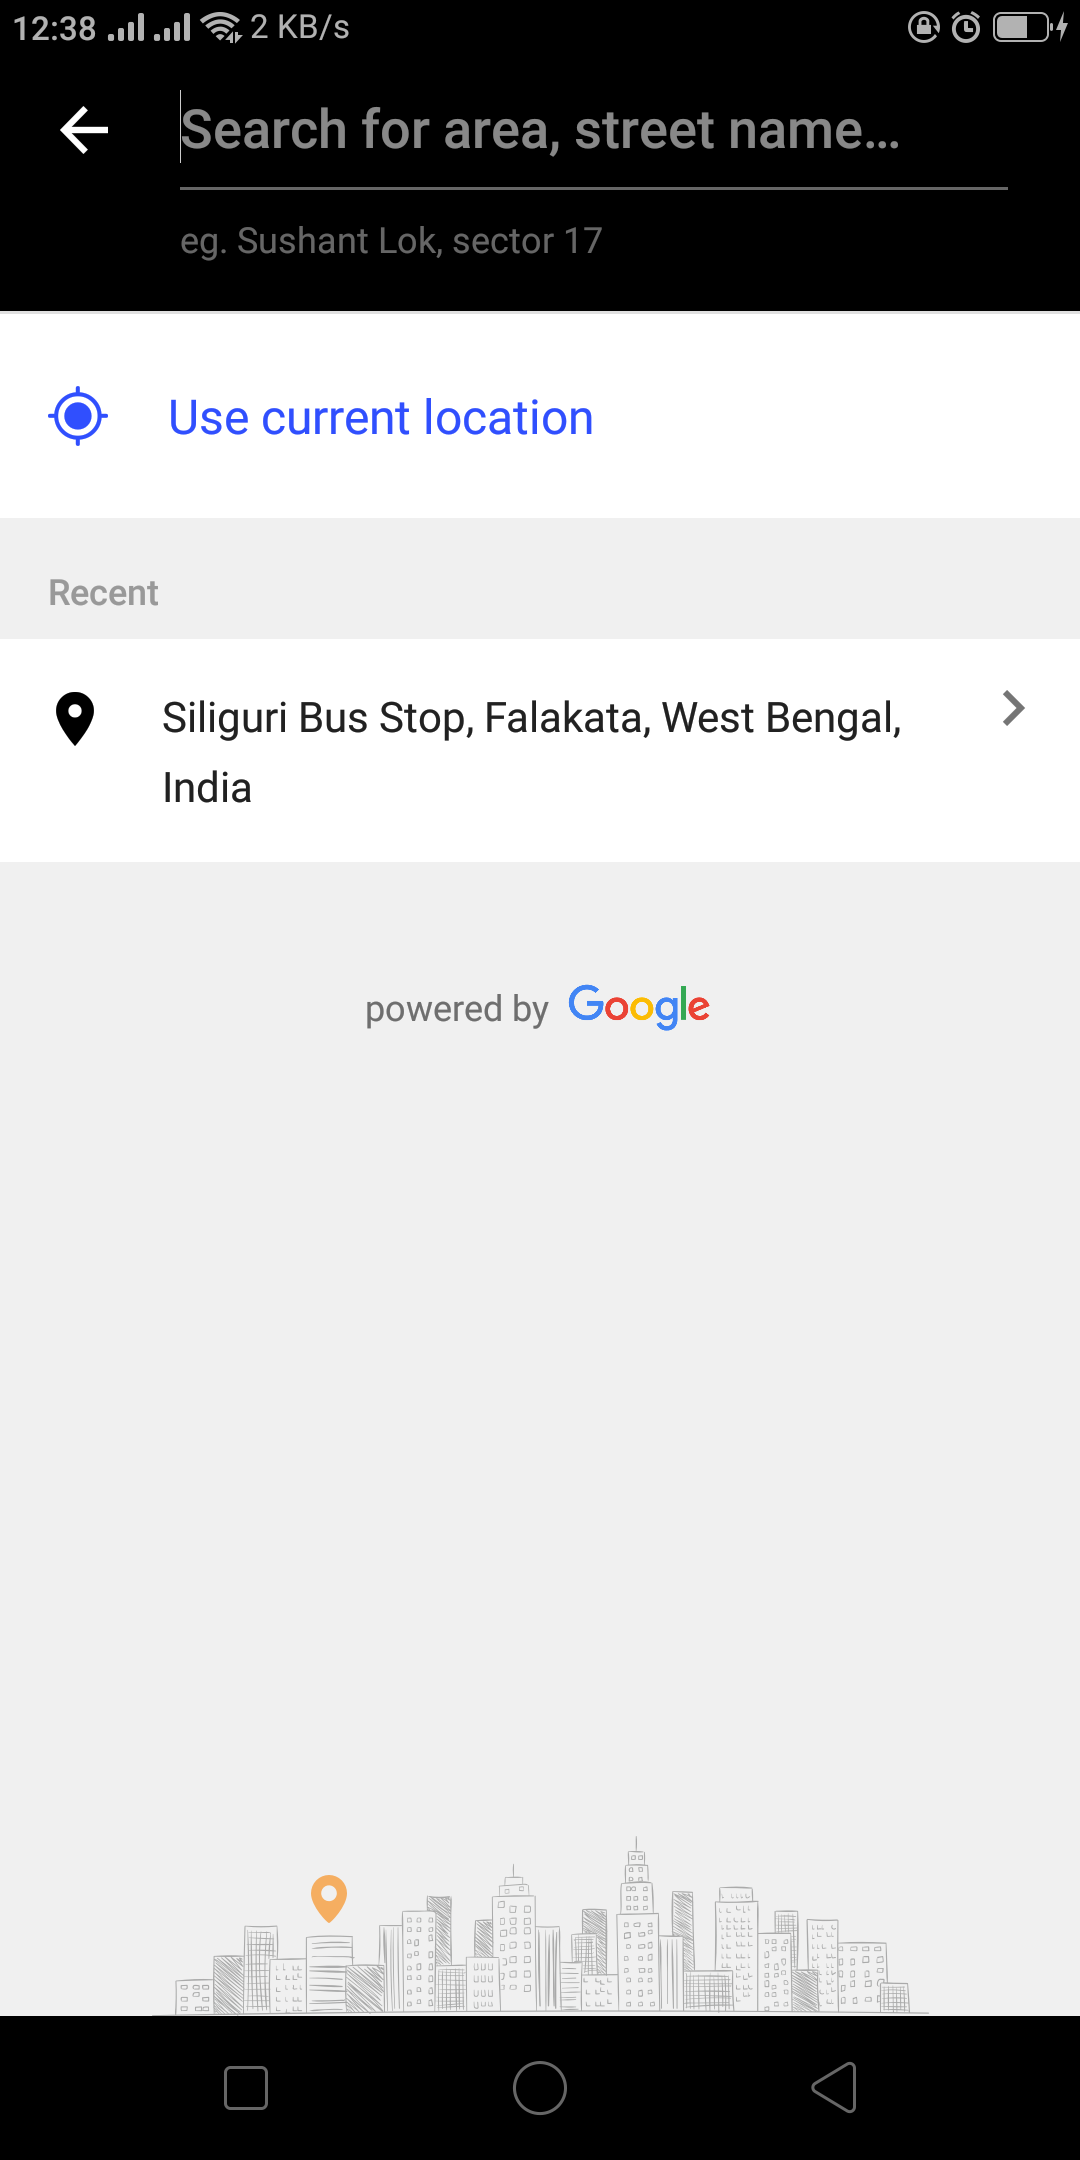 12:38 2 KB/s
Search for area, street name...
eg. Sushant Lok, sector 17
Use current location
Recent
Siliguri Bus Stop, Falakata, West Bengal,
India
powered by Google